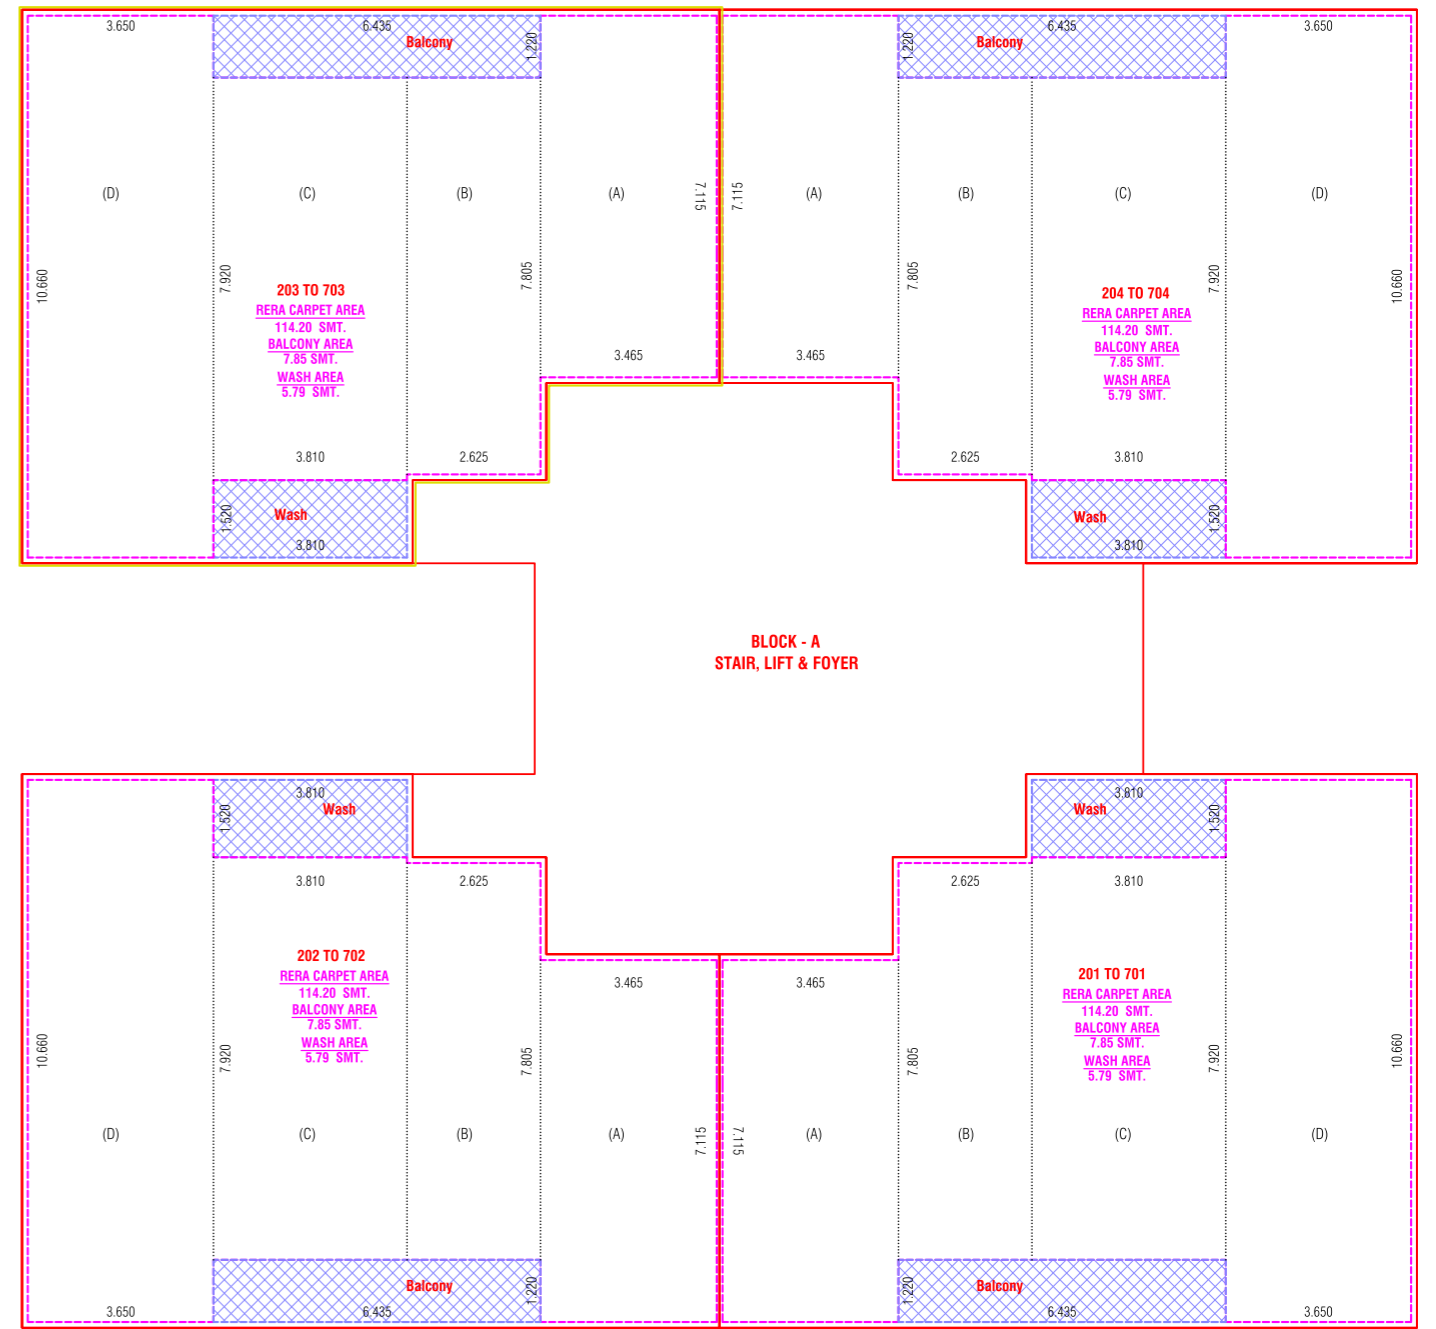 3.650
6.435
Balcony
1.220
1.220
Balcony
6.435
3.650
(D)
(C)
(B)
(A)
7.115
7.115
(A)
(B)
(C)
(D)
10.660
7.920
7.805
7.805
7.920
10.660
203 TO 703
RERA CARPET AREA
114.20 SMT.
BALCONY AREA
7.85 SMT.
WASH AREA
5.79 SMT.
204 TO 704
RERA CARPET AREA
114.20 SMT.
BALCONY AREA
7.85 SMT.
WASH AREA
5.79 SMT.
3.465
3.465
3.810
2.625
2.625
3.810
1.520
Wash
3.810
Wash
1.520
3.810
BLOCK - A
STAIR, LIFT & FOYER
3.810
Wash
1.520
3.810
Wash
1.520
3.810
2.625
2.625
3.810
3.465
3.465
202 TO 702
RERA CARPET AREA
114.20 SMT.
BALCONY AREA
7.85 SMT.
WASH AREA
5.79 SMT.
201 TO 701
RERA CARPET AREA
114.20 SMT.
BALCONY AREA
7.85 SMT.
WASH AREA
5.79 SMT.
10.660
7.920
7.805
7.805
7.920
10.660
(D)
(C)
(B)
(A)
7.115
7.115
(A)
(B)
(C)
(D)
3.650
Balcony
6.435
1.220
1.220
Balcony
6.435
3.650